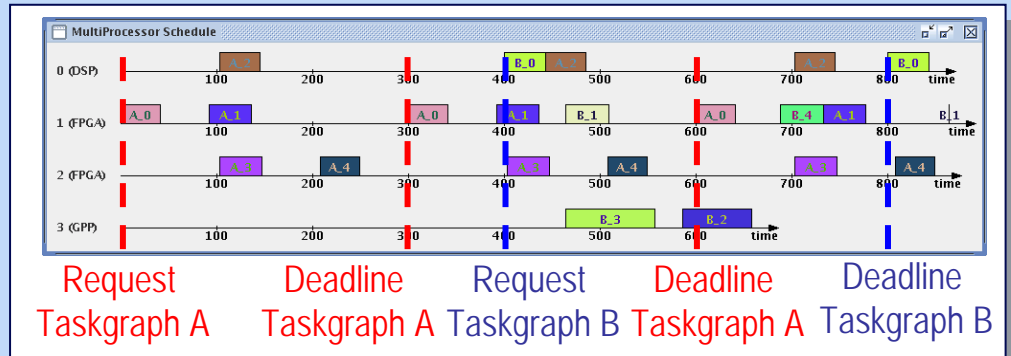 MultiProcessor Schedule
0 (DSP) A_2 B_0 A_2 A_2 B_0
100 200 300 400 500 600 700 800 time
1 (FPGA) A_0 A_1 A_0 A_1 B_1 A_0 B_4 A_1 B_1
100 200 300 400 500 600 700 800 time
2 (FPGA) A_3 A_4 A_3 A_4 A_3 A_4
100 200 300 400 500 600 700 800 time
3 (GPP) B_3 B_2
100 200 300 400 500 600 time
Request Deadline Request Deadline Deadline
Taskgraph A Taskgraph A Taskgraph B Taskgraph A Taskgraph B